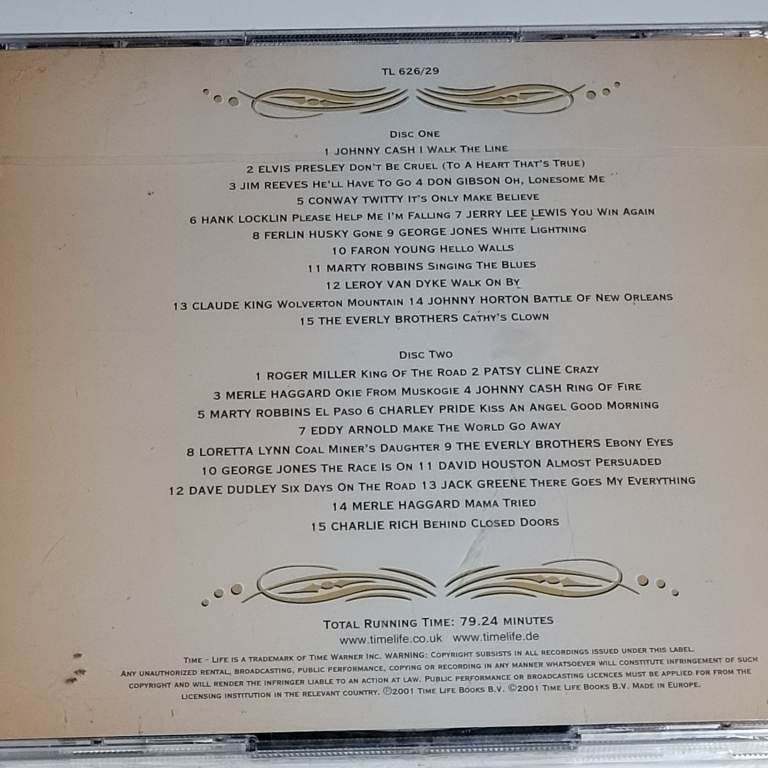 TL 626/29
Disc One
1 JOHNNY CASH I Walk The Line
2 ELVIS PRESLEY Don't Be Cruel (To A Heart That's True)
3 JIM REEVES He'll Have To Go 4 DON GIBSON Oh, Lonesome Me
5 CONWAY TWITTY It's Only Make Believe
6 HANK LOCKLIN Please Help Me I'm Falling 7 JERRY LEE LEWIS You Win Again
8 FERLIN HUSKY Gone 9 GEORGE JONES White Lightning
10 FARON YOUNG Hello Walls
11 MARTY ROBBINS Singing The Blues
12 LEROY VAN DYKE Walk On By
13 CLAUDE KING Wolverton Mountain 14 JOHNNY HORTON Battle Of New Orleans
15 THE EVERLY BROTHERS Cathy's Clown
Disc Two
1 ROGER MILLER King Of The Road 2 PATSY CLINE Crazy
3 MERLE HAGGARD Okie From Muskogie 4 JOHNNY CASH Ring Of Fire
5 MARTY ROBBINS El Paso 6 CHARLEY PRIDE Kiss An Angel Good Morning
7 EDDY ARNOLD Make The World Go Away
8 LORETTA LYNN Coal Miner's Daughter 9 THE EVERLY BROTHERS Ebony Eyes
10 GEORGE JONES The Race Is On 11 DAVID HOUSTON Almost Persuaded
12 DAVE DUDLEY Six Days On The Road 13 JACK GREENE There Goes My Everything
14 MERLE HAGGARD Mama Tried
15 CHARLIE RICH Behind Closed Doors
Total Running Time: 79.24 minutes
www.timelife.co.uk www.timelife.de
Time - Life is a trademark of Time Warner Inc. WARNING: Copyright subsists in all recordings issued under this label.
Any unauthorized rental, broadcasting, public performance, copying or recording in any manner whatsoever will constitute infringement of such
copyright and will render the infringer liable to an action at law. Public performance or broadcasting licences must be applied for from the
licensing institution in the relevant country. ℗2001 Time Life Books B.V. ©2001 Time Life Books B.V. Made in Europe.